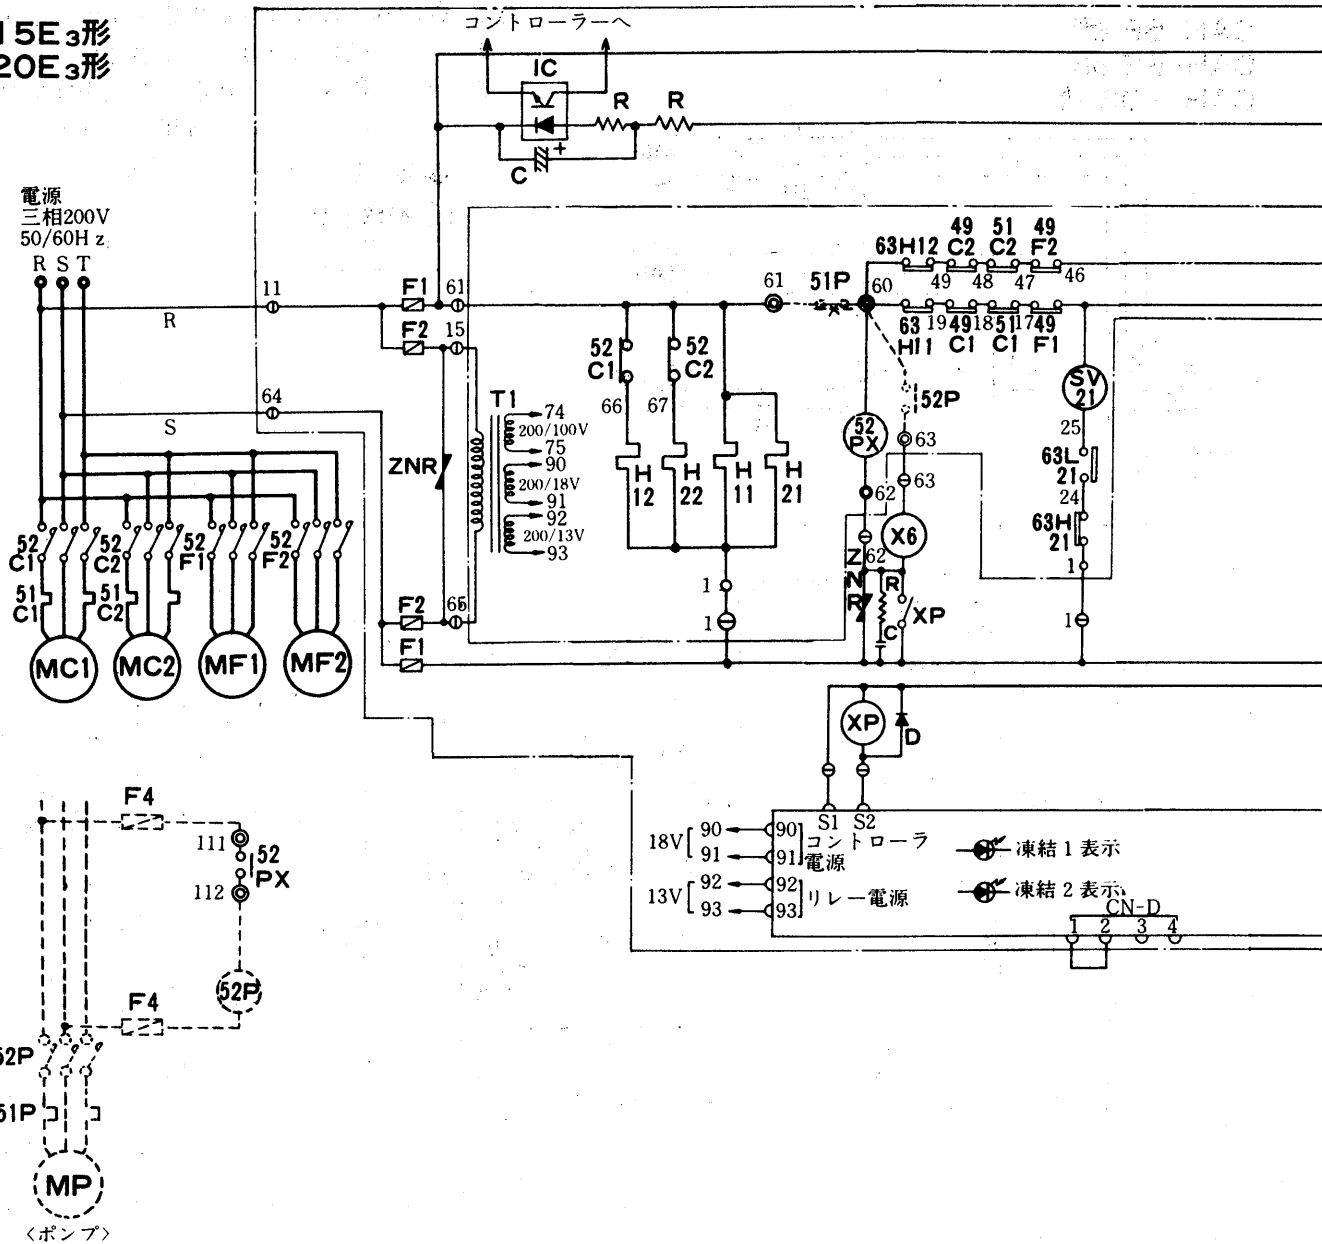 15E3形
20E3形
コントローラーへ
IC
R
R
C
+
電源
三相200V
50/60Hz
R S T
11
R
64
S
F1
61
F2
15
ZNR
F2
65
F1
T1
74
200/100V
75
90
200/18V
91
92
200/13V
93
52
C1
66
52
C2
67
H
12
H
22
H
11
H
21
1
1
61
51P
60
63H12
49
49
C2
48
51
C2
47
49
F2
46
63
H11
19
49
C1
18
51
C1
17
49
F1
52P
52
PX
63
63
62
62
X6
ZNR
R
C
XP
SV
21
25
63L
21
24
63H
21
1
1
52
C1
52
C2
52
F1
52
F2
51
C1
51
C2
MC1
MC2
MF1
MF2
XP
D
S1
S2
18V
90
91
90
91
コントローラ
電源
13V
92
93
92
93
リレー電源
凍結1表示
凍結2表示
CN-D
1 2 3 4
F4
111
52
PX
112
52P
F4
52P
51P
MP
〈ポンプ〉